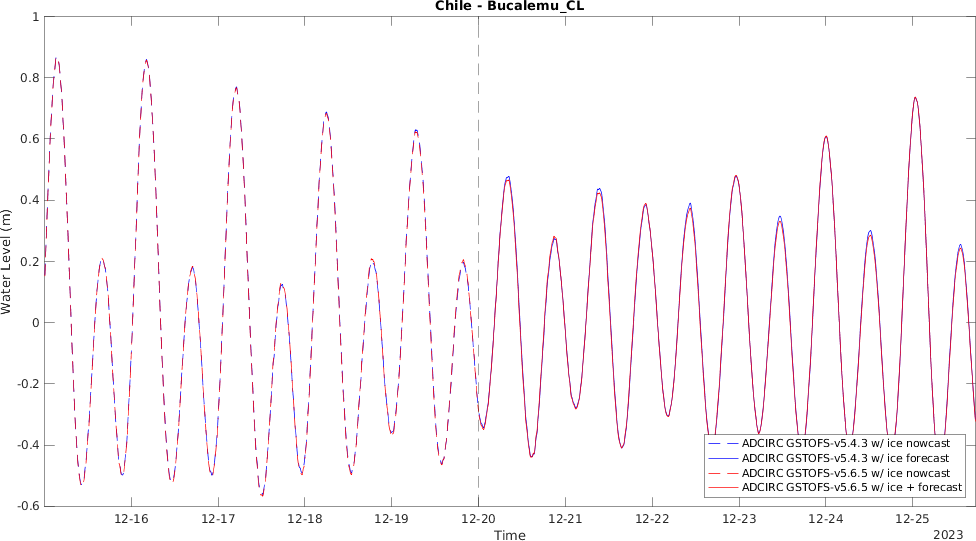 Chile - Bucalemu_CL
1
0.8
0.6
0.4
0.2
0
-0.2
-0.4
-0.6
Water Level (m)
ADCIRC GSTOFS-v5.4.3 w/ ice nowcast
ADCIRC GSTOFS-v5.4.3 w/ ice forecast
ADCIRC GSTOFS-v5.6.5 w/ ice nowcast
ADCIRC GSTOFS-v5.6.5 w/ ice + forecast
12-16 12-17 12-18 12-19 12-20 12-21 12-22 12-23 12-24 12-25
Time
2023